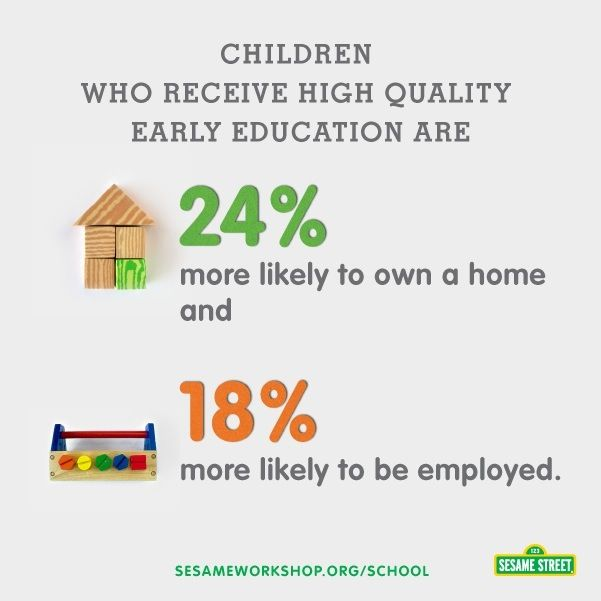 CHILDREN
WHO RECEIVE HIGH QUALITY
EARLY EDUCATION ARE
24%
more likely to own a home
and
18%
more likely to be employed.
SESAMEWORKSHOP.ORG/SCHOOL
123
SESAME STREET